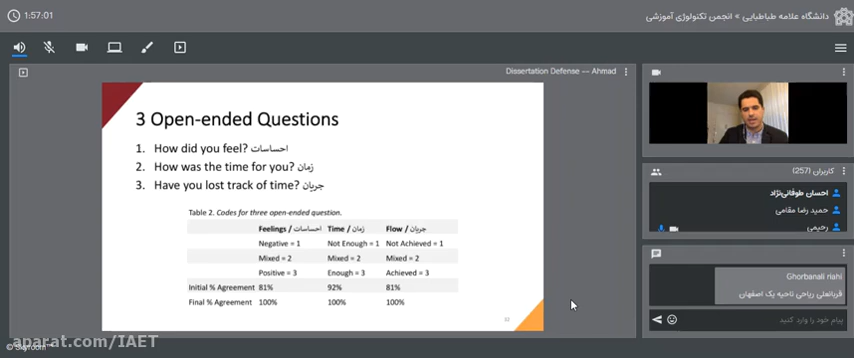 1:57:01
دانشگاه علامه طباطبایی » انجمن تکنولوژی آموزشی
Dissertation Defense -- Ahmad
3 Open-ended Questions
1. How did you feel? احساسات
2. How was the time for you? زمان
3. Have you lost track of time? جریان
Table 2. Codes for three open-ended question.
Feelings / احساسات Time / زمان Flow / جریان
Negative = 1 Not Enough = 1 Not Achieved = 1
Mixed = 2 Mixed = 2 Mixed = 2
Positive = 3 Enough = 3 Achieved = 3
Initial % Agreement 81% 92% 81%
Final % Agreement 100% 100% 100%
32
کاربران (257)
احسان طوفانی‌نژاد
حمید رضا مقامی
رحیمی
Ghorbanali riahi
قربانعلی ریاحی ناحیه یک اصفهان
پیام خود را وارد کنید
aparat.com/IAET
© Skyroom